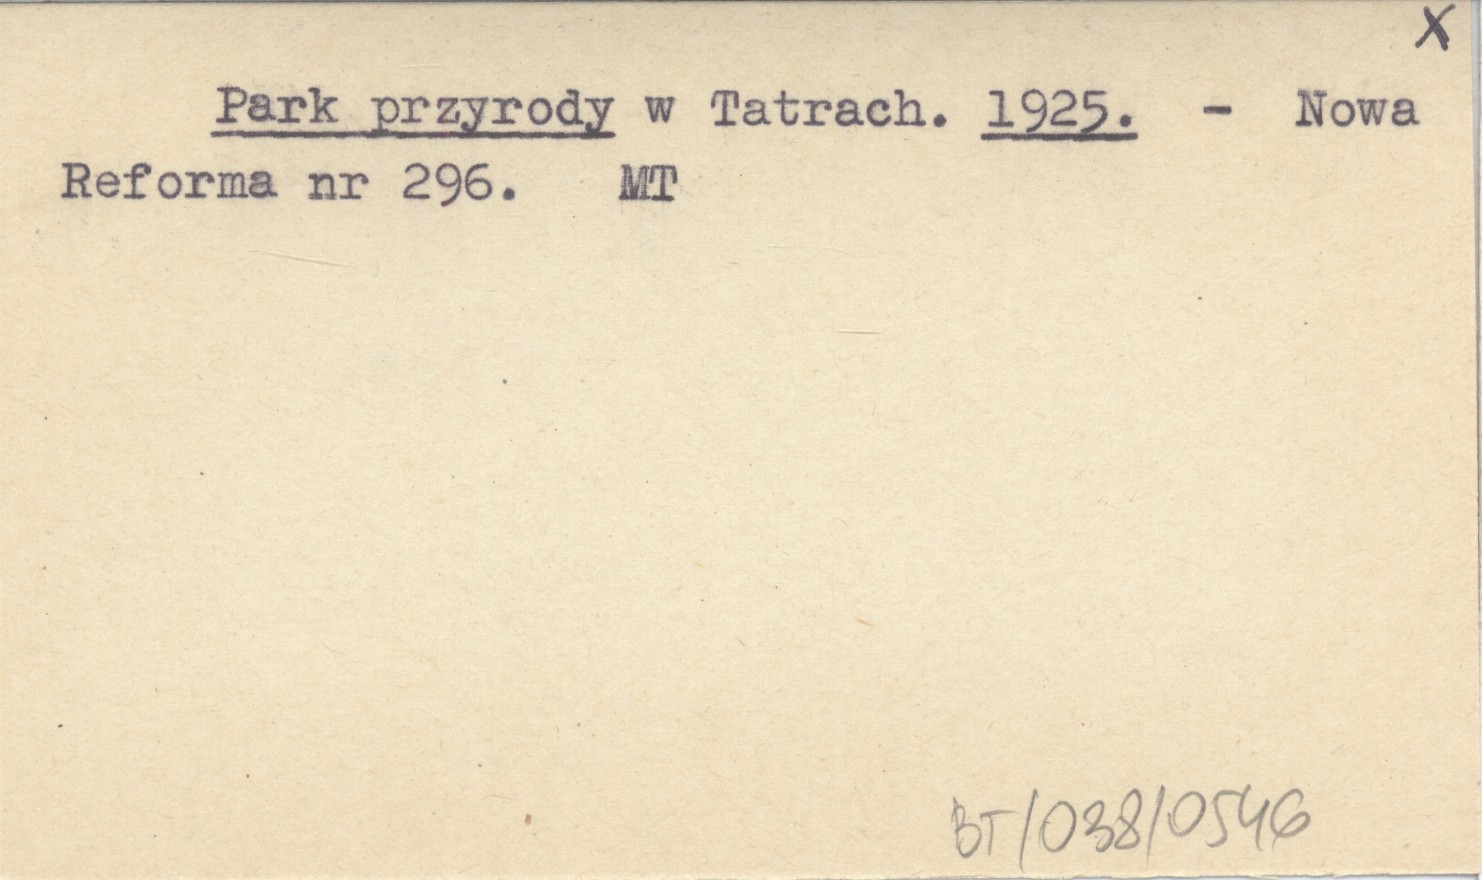 X
Park przyrody w Tatrach. 1925. - Nowa
Reforma nr 296. MT
BT/038/0546